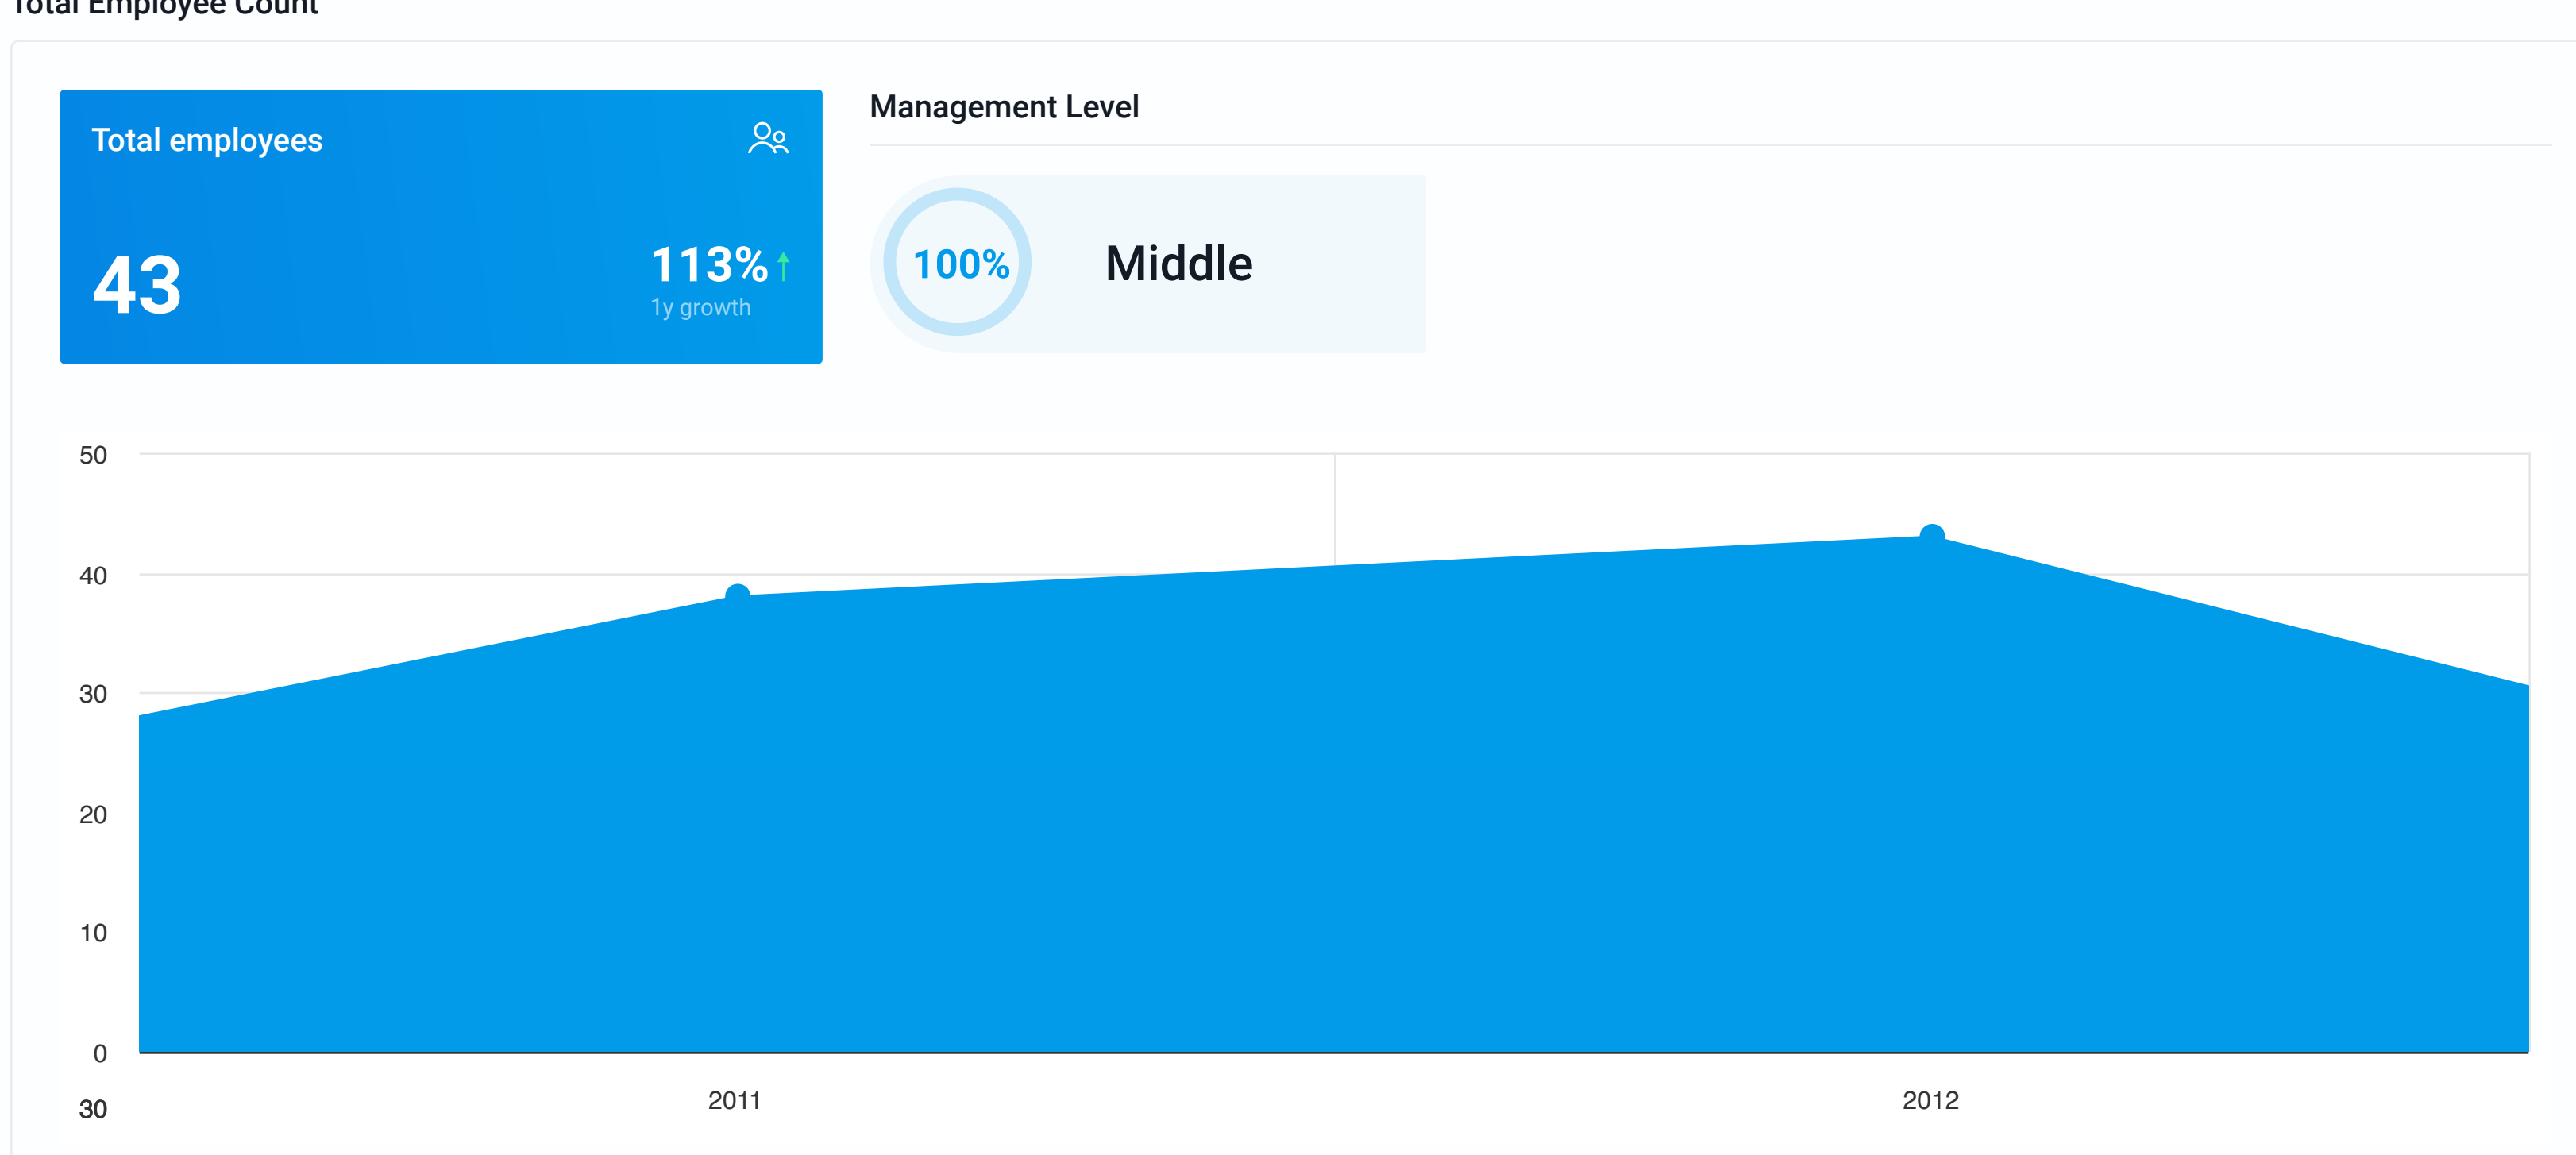 Total Employee Count
Total employees
43
113%
1y growth
Management Level
100%
Middle
50
40
30
20
10
0
30
2011
2012